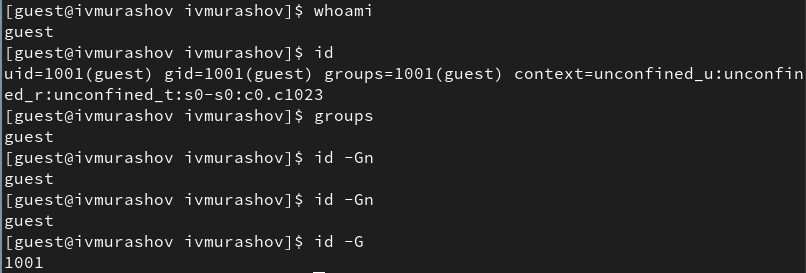 [guest@ivmurashov ivmurashov]$ whoami
guest
[guest@ivmurashov ivmurashov]$ id
uid=1001(guest) gid=1001(guest) groups=1001(guest) context=unconfined_u:unconfin
ed_r:unconfined_t:s0-s0:c0.c1023
[guest@ivmurashov ivmurashov]$ groups
guest
[guest@ivmurashov ivmurashov]$ id -Gn
guest
[guest@ivmurashov ivmurashov]$ id -Gn
guest
[guest@ivmurashov ivmurashov]$ id -G
1001